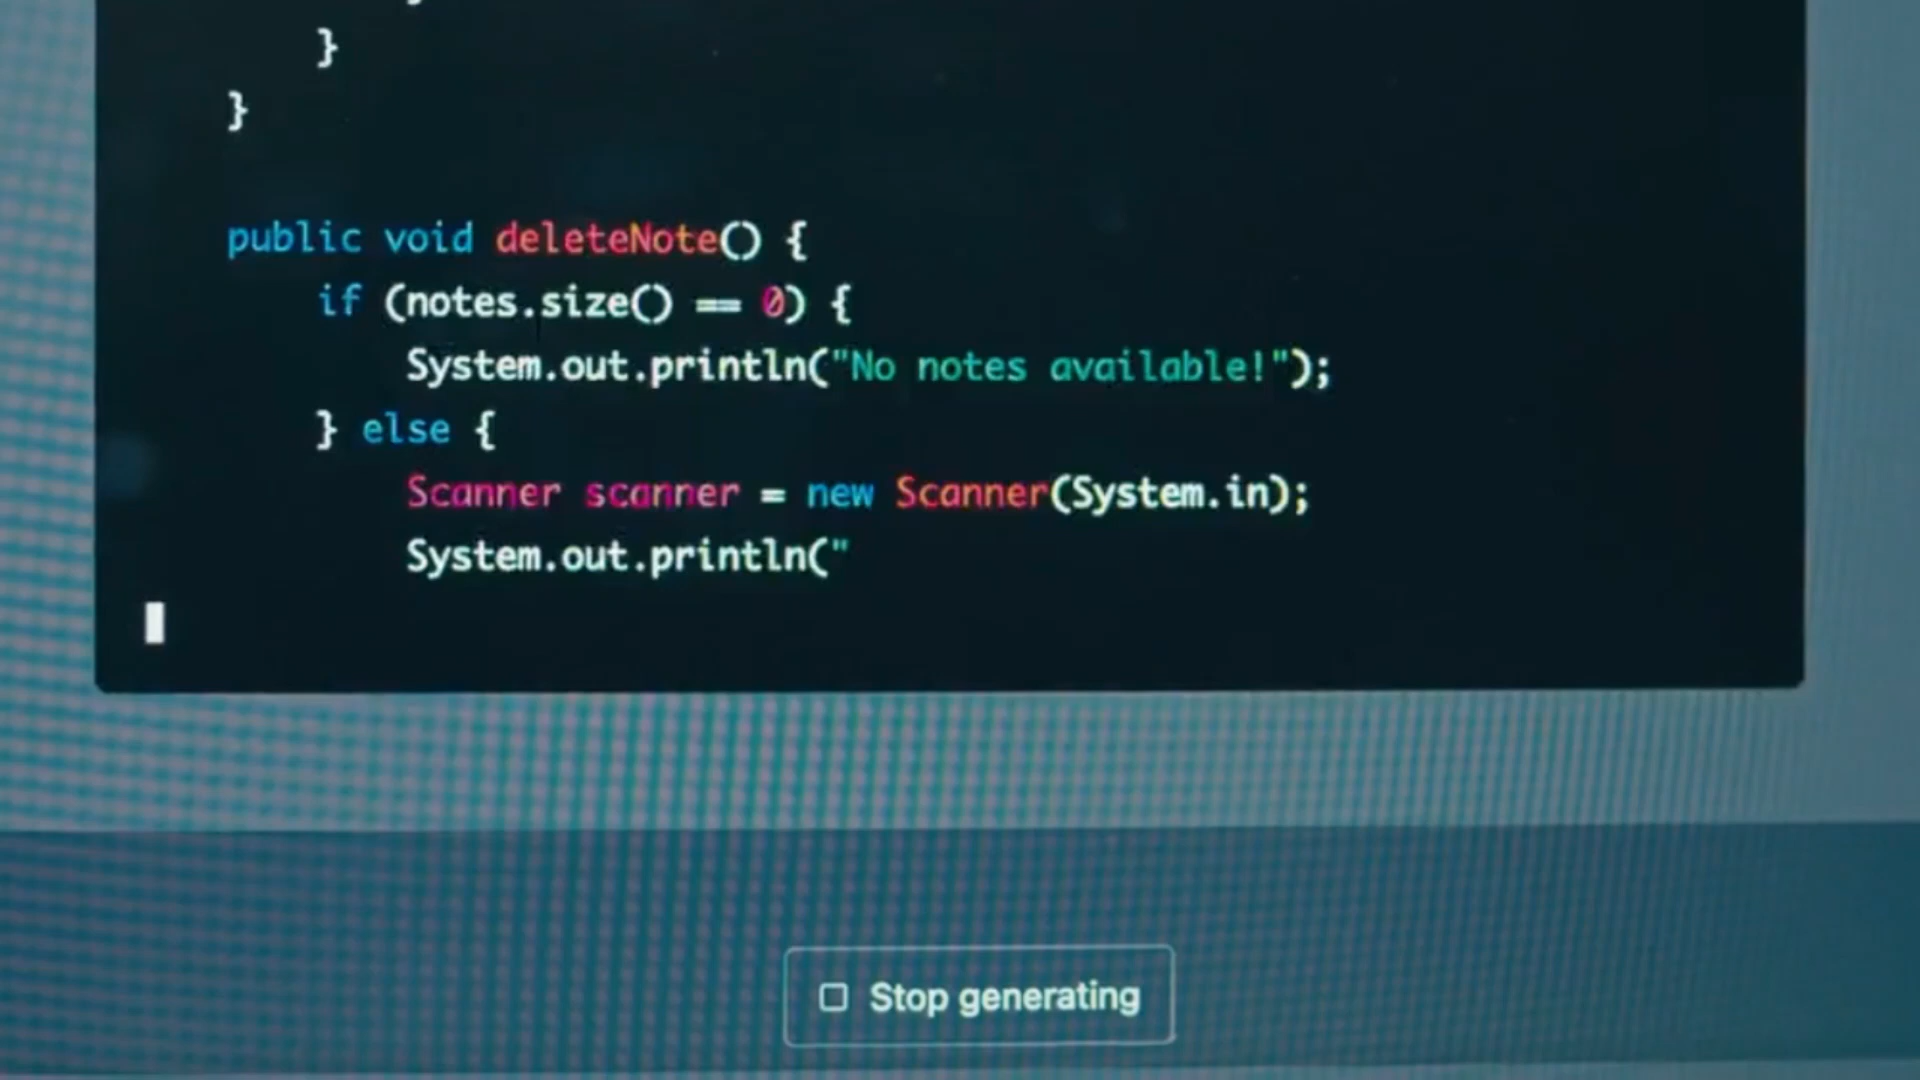 }
}
public void deleteNote() {
if (notes.size() == 0) {
System.out.println("No notes available!");
} else {
Scanner scanner = new Scanner(System.in);
System.out.println("
Stop generating